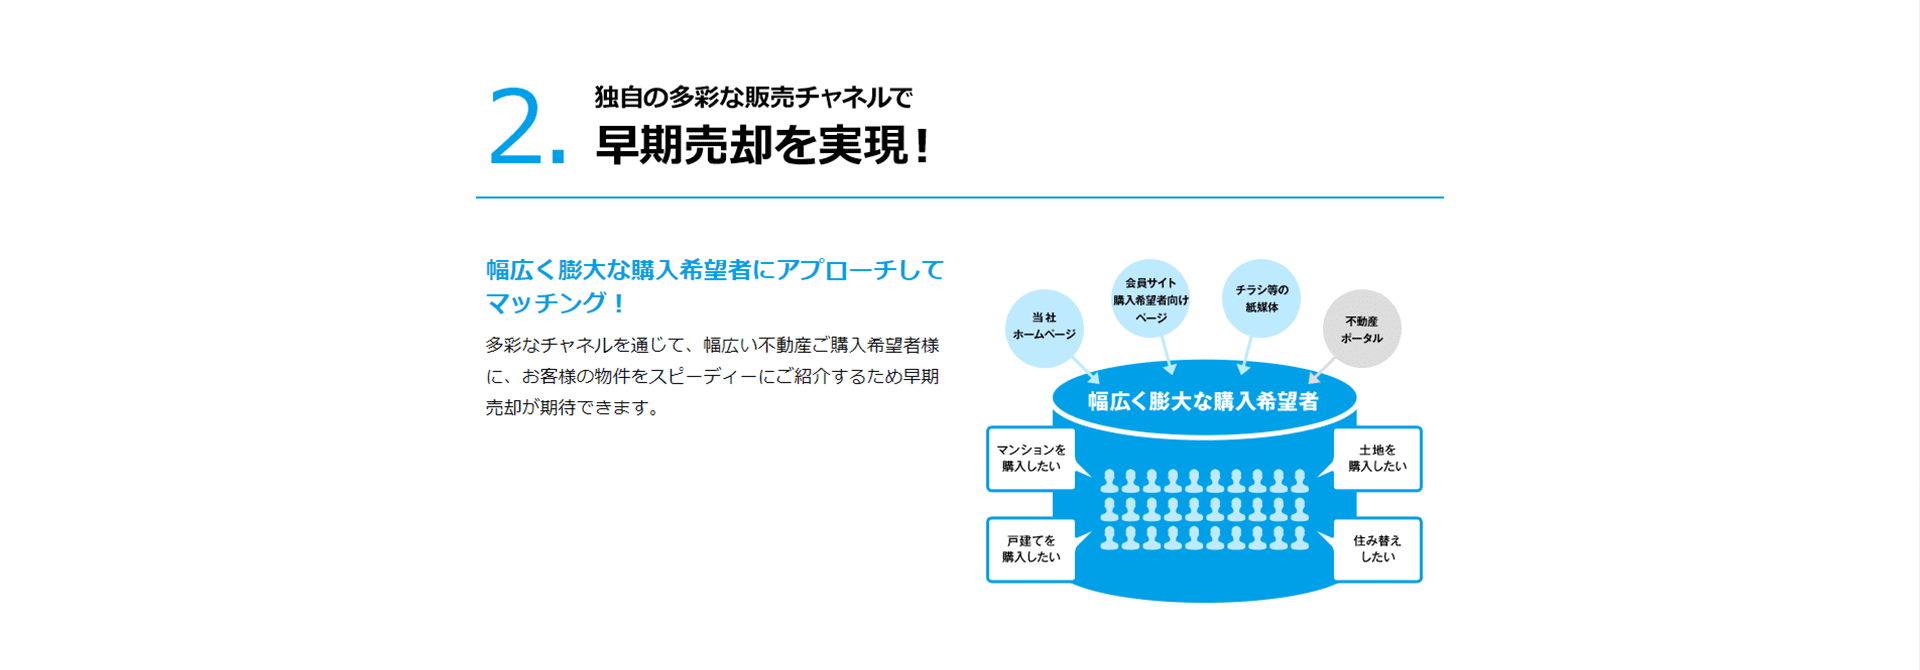 2.
独自の多彩な販売チャネルで
早期売却を実現！
幅広く膨大な購入希望者にアプローチして
マッチング！
多彩なチャネルを通じて、幅広い不動産ご購入希望者様
に、お客様の物件をスピーディーにご紹介するため早期
売却が期待できます。
当社
ホームページ
会員サイト
購入希望者向け
ページ
チラシ等の
紙媒体
不動産
ポータル
幅広く膨大な購入希望者
マンションを
購入したい
土地を
購入したい
戸建てを
購入したい
住み替え
したい